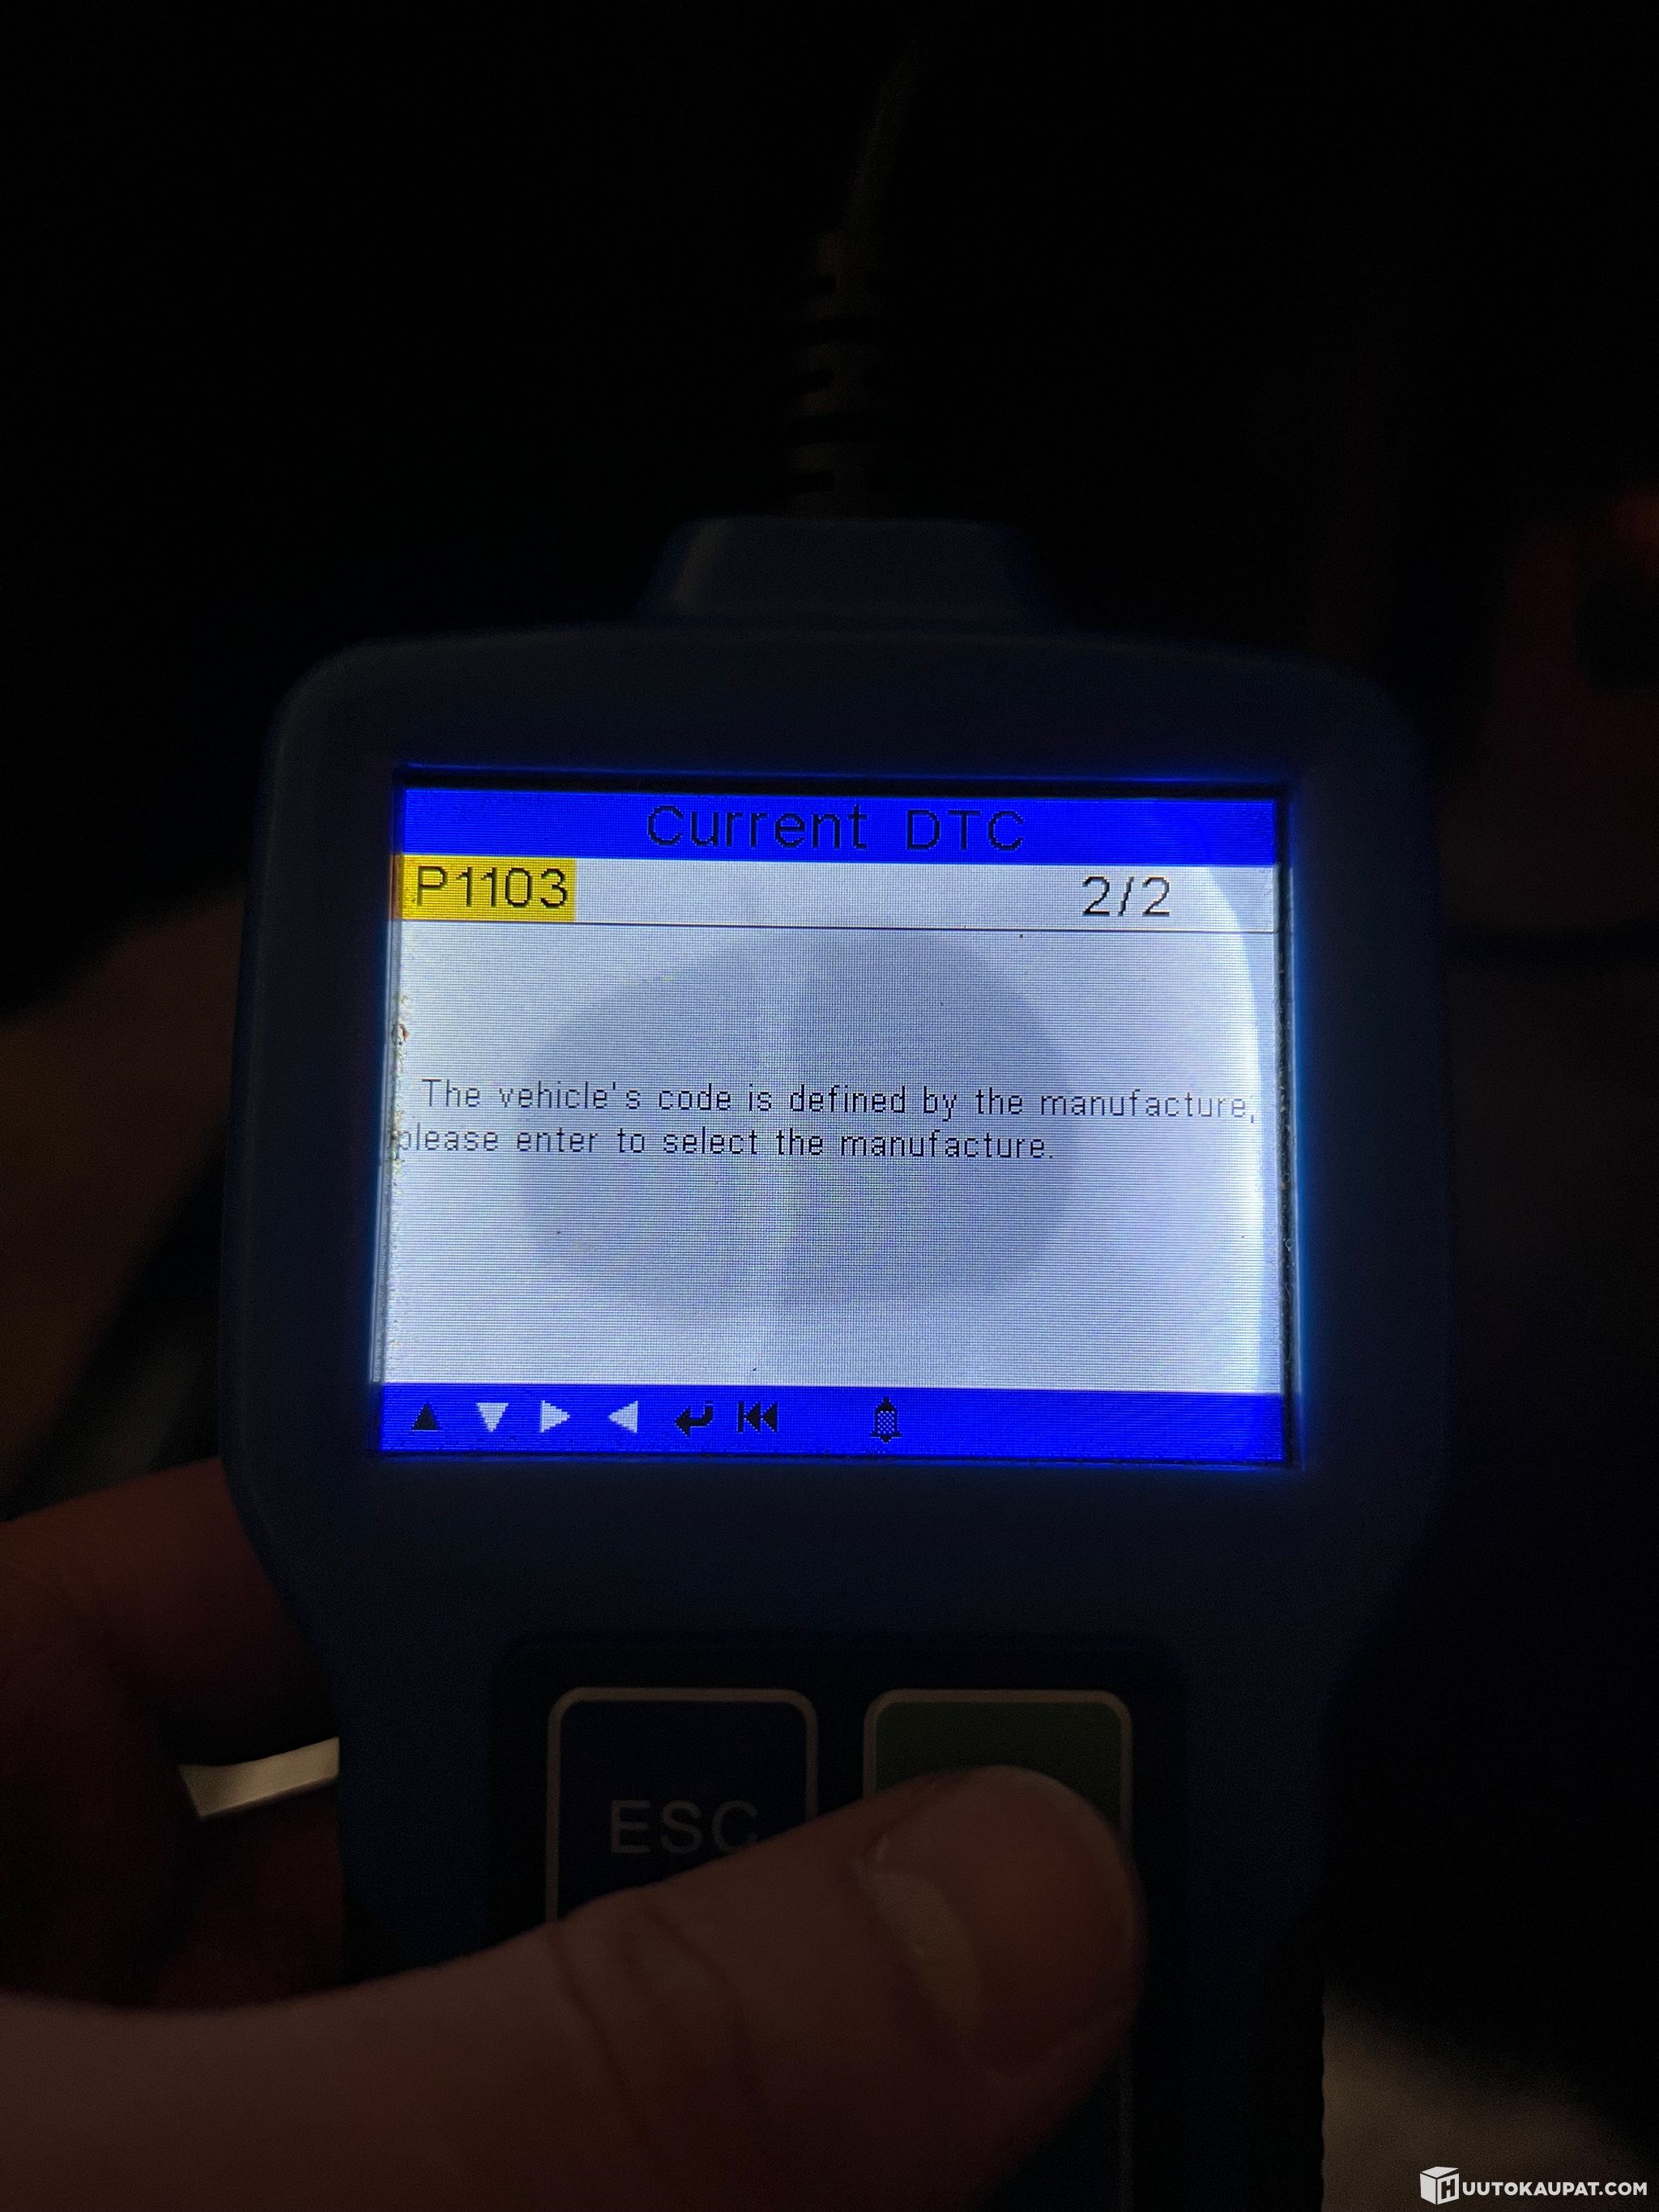 Current DTC
P1103 2/2
The vehicle's code is defined by the manufacture,
please enter to select the manufacture.
ESC
HUUTOKAUPAT.COM